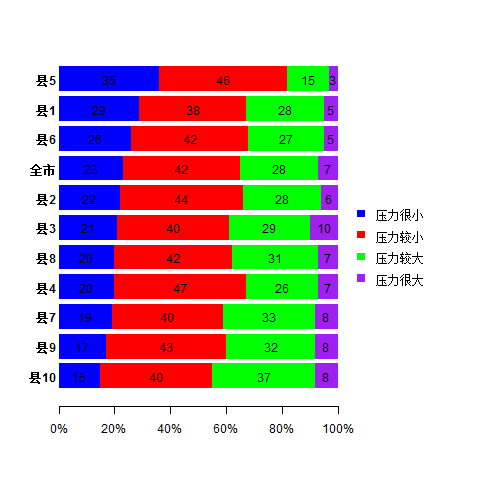 县5 36 46 15 3
县1 29 38 28 5
县6 26 42 27 5
全市 23 42 28 7
县2 22 44 28 6
县3 21 40 29 10
县8 20 42 31 7
县4 20 47 26 7
县7 19 40 33 8
县9 17 43 32 8
县10 15 40 37 8
0% 20% 40% 60% 80% 100%
压力很小
压力较小
压力较大
压力很大